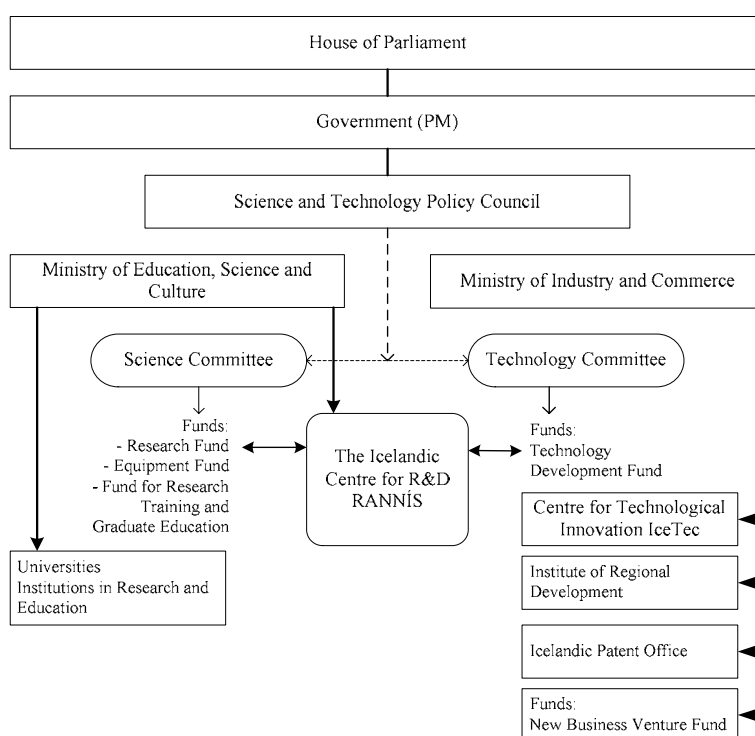 House of Parliament
Government (PM)
Science and Technology Policy Council
Ministry of Education, Science and
Culture
Ministry of Industry and Commerce
Science Committee
Technology Committee
Funds:
- Research Fund
- Equipment Fund
- Fund for Research
Training and
Graduate Education
The Icelandic
Centre for R&D
RANNÍS
Funds:
Technology
Development Fund
Centre for Technological
Innovation IceTec
Universities
Institutions in Research and
Education
Institute of Regional
Development
Icelandic Patent Office
Funds:
New Business Venture Fund